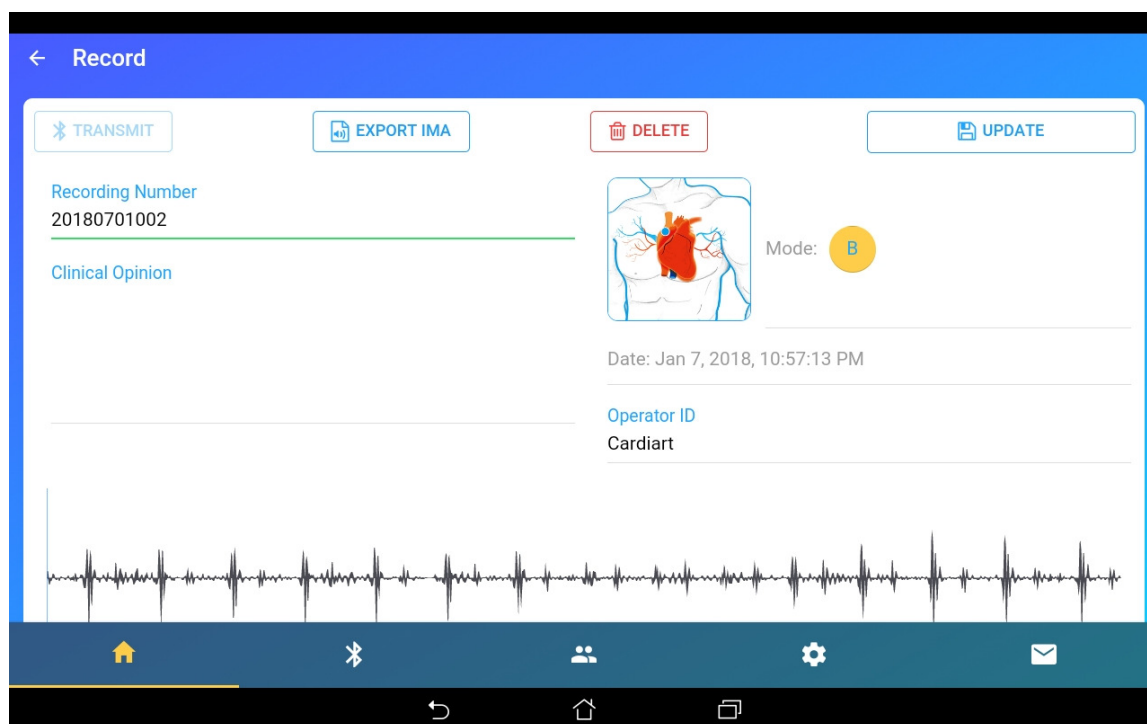 Record
TRANSMIT
EXPORT IMA
DELETE
UPDATE
Recording Number
20180701002
Clinical Opinion
Mode: B
Date: Jan 7, 2018, 10:57:13 PM
Operator ID
Cardiart